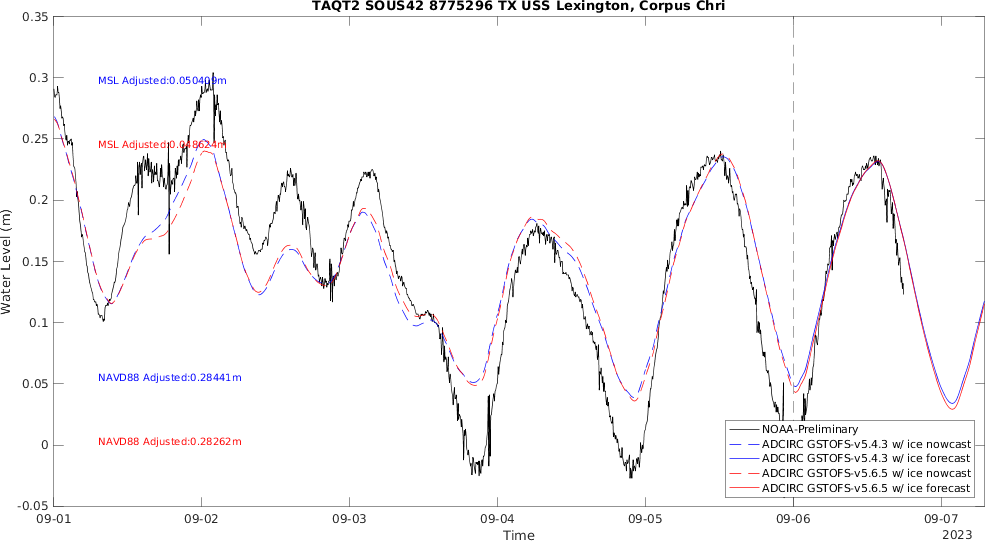 TAQT2 SOUS42 8775296 TX USS Lexington, Corpus Chri
0.35
0.3
0.25
0.2
0.15
0.1
0.05
0
-0.05
Water Level (m)
MSL Adjusted:0.050409m
MSL Adjusted:0.048624m
NAVD88 Adjusted:0.28441m
NAVD88 Adjusted:0.28262m
NOAA-Preliminary
ADCIRC GSTOFS-v5.4.3 w/ ice nowcast
ADCIRC GSTOFS-v5.4.3 w/ ice forecast
ADCIRC GSTOFS-v5.6.5 w/ ice nowcast
ADCIRC GSTOFS-v5.6.5 w/ ice forecast
09-01 09-02 09-03 09-04 09-05 09-06 09-07
Time
2023